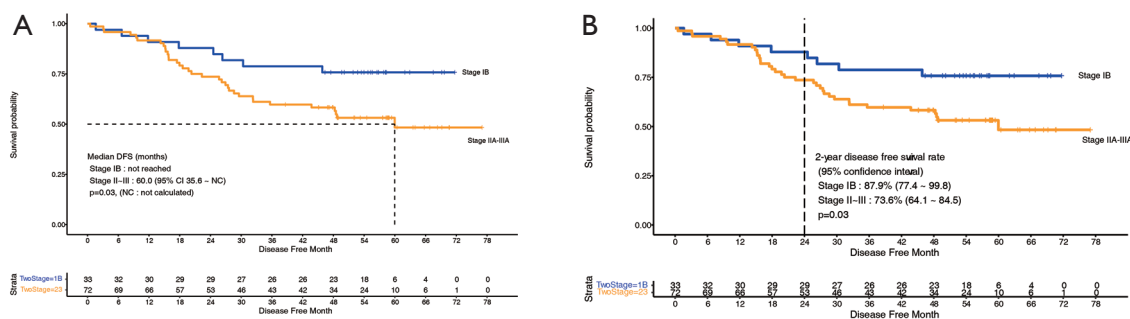 A
1.00
0.75
0.50
0.25
0.00
Survival probability
Stage IB
Stage IIA-IIIA
Median DFS (months)
Stage IB : not reached
Stage II~III : 60.0 (95% CI 35.6 ~ NC)
p=0.03, (NC : not calculated)
0 6 12 18 24 30 36 42 48 54 60 66 72 78
Disease Free Month
Strata
TwoStage=1B 33 32 30 29 29 27 26 26 23 18 6 4 0 0
TwoStage=23 72 69 66 57 53 46 43 42 34 24 10 6 1 0
0 6 12 18 24 30 36 42 48 54 60 66 72 78
Disease Free Month
B
1.00
0.75
0.50
0.25
0.00
Survival probability
Stage IB
Stage IIA-IIIA
2-year disease free survival rate
(95% confidence interval)
Stage IB : 87.9% (77.4 ~ 99.8)
Stage II~III : 73.6% (64.1 ~ 84.5)
p=0.03
0 6 12 18 24 30 36 42 48 54 60 66 72 78
Disease Free Month
Strata
TwoStage=1B 33 32 30 29 29 27 26 26 23 18 6 4 0 0
TwoStage=23 72 69 66 57 53 46 43 42 34 24 10 6 1 0
0 6 12 18 24 30 36 42 48 54 60 66 72 78
Disease Free Month